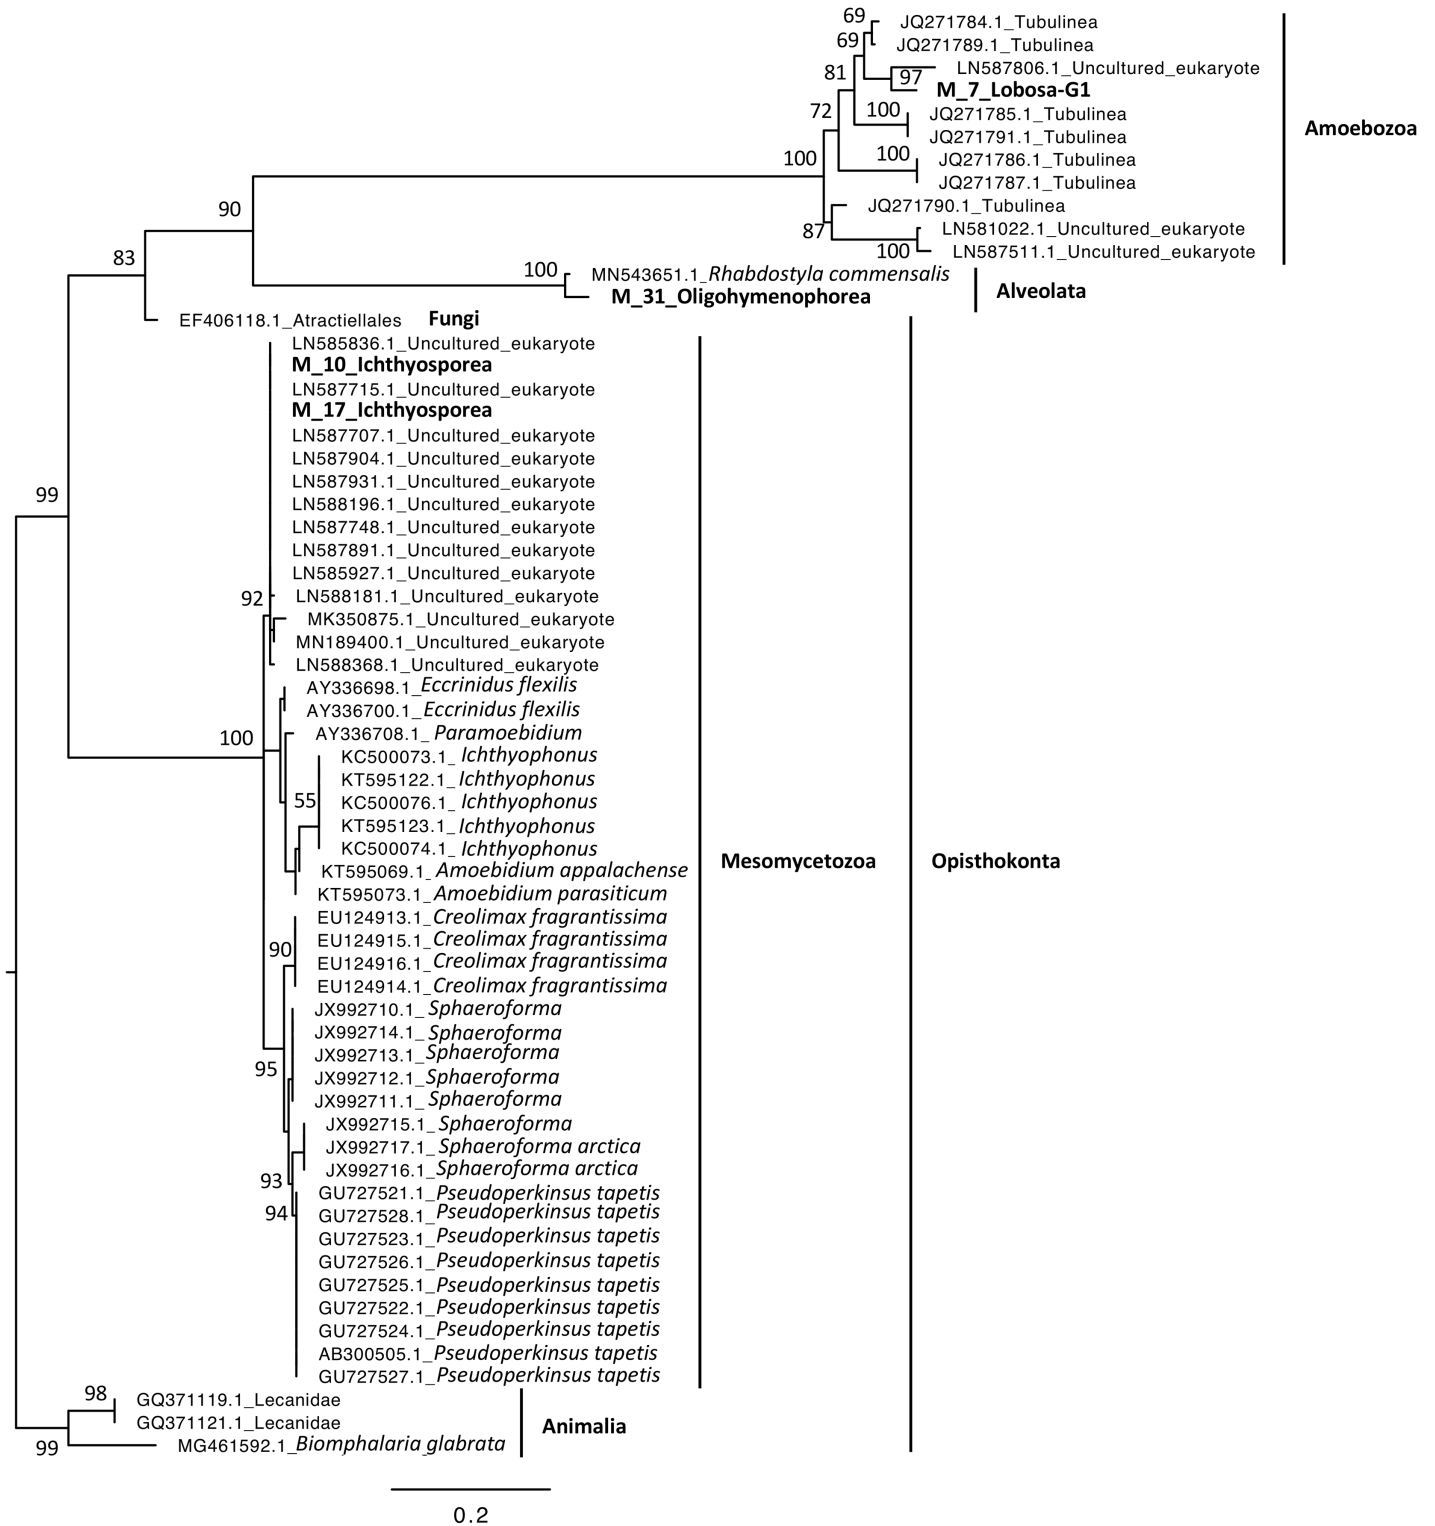 69
JQ271784.1_Tubulinea
69
JQ271789.1_Tubulinea
LN587806.1_Uncultured_eukaryote
81
97
M_7_Lobosa-G1
72
100
JQ271785.1_Tubulinea
Amoebozoa
JQ271791.1_Tubulinea
100
100
JQ271786.1_Tubulinea
JQ271787.1_Tubulinea
90
JQ271790.1_Tubulinea
87
LN581022.1_Uncultured_eukaryote
100
LN587511.1_Uncultured_eukaryote
83
100
MN543651.1_Rhabdostyla commensalis
Alveolata
M_31_Oligohymenophorea
EF406118.1_Atractiellales Fungi
LN585836.1_Uncultured_eukaryote
M_10_Ichthyosporea
LN587715.1_Uncultured_eukaryote
M_17_Ichthyosporea
LN587707.1_Uncultured_eukaryote
LN587904.1_Uncultured_eukaryote
LN587931.1_Uncultured_eukaryote
99
LN588196.1_Uncultured_eukaryote
LN587748.1_Uncultured_eukaryote
LN587891.1_Uncultured_eukaryote
LN585927.1_Uncultured_eukaryote
92
LN588181.1_Uncultured_eukaryote
MK350875.1_Uncultured_eukaryote
MN189400.1_Uncultured_eukaryote
LN588368.1_Uncultured_eukaryote
AY336698.1_Eccrinidus flexilis
AY336700.1_Eccrinidus flexilis
100
AY336708.1_Paramoebidium
KC500073.1_Ichthyophonus
KT595122.1_Ichthyophonus
55
KC500076.1_Ichthyophonus
KT595123.1_Ichthyophonus
KC500074.1_Ichthyophonus
Mesomycetozoa
Opisthokonta
KT595069.1_Amoebidium appalachense
KT595073.1_Amoebidium parasiticum
EU124913.1_Creolimax fragrantissima
90
EU124915.1_Creolimax fragrantissima
EU124916.1_Creolimax fragrantissima
EU124914.1_Creolimax fragrantissima
JX992710.1_Sphaeroforma
JX992714.1_Sphaeroforma
95
JX992713.1_Sphaeroforma
JX992712.1_Sphaeroforma
JX992711.1_Sphaeroforma
JX992715.1_Sphaeroforma
JX992717.1_Sphaeroforma arctica
93
JX992716.1_Sphaeroforma arctica
GU727521.1_Pseudoperkinsus tapetis
94
GU727528.1_Pseudoperkinsus tapetis
GU727523.1_Pseudoperkinsus tapetis
GU727526.1_Pseudoperkinsus tapetis
GU727525.1_Pseudoperkinsus tapetis
GU727522.1_Pseudoperkinsus tapetis
GU727524.1_Pseudoperkinsus tapetis
AB300505.1_Pseudoperkinsus tapetis
GU727527.1_Pseudoperkinsus tapetis
98
GQ371119.1_Lecanidae
GQ371121.1_Lecanidae
Animalia
99
MG461592.1_Biomphalaria glabrata
0.2